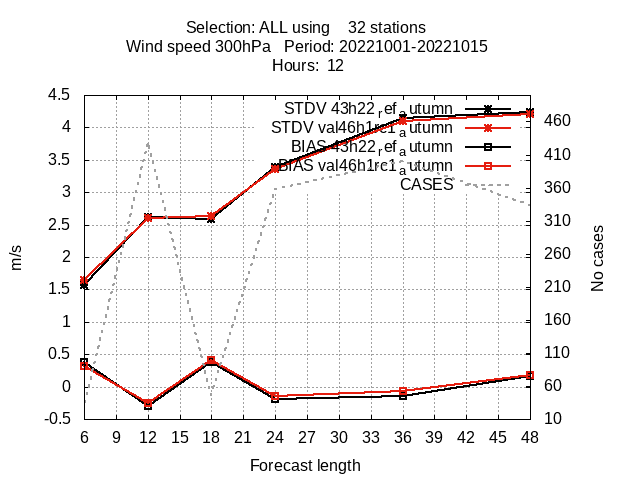 Selection: ALL using    32 stations
Wind speed 300hPa   Period: 20221001-20221015
Hours:  12
4.5
4
3.5
3
2.5
2
1.5
1
0.5
0
-0.5
m/s
STDV 43h22_ref_autumn
STDV val46h1rc1_autumn
BIAS 43h22_ref_autumn
BIAS val46h1rc1_autumn
CASES
460
410
360
310
260
210
160
110
60
10
No cases
6 9 12 15 18 21 24 27 30 33 36 39 42 45 48
Forecast length